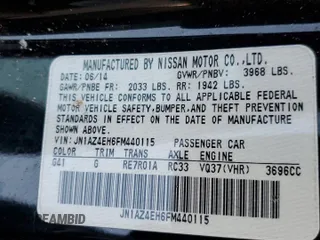 MANUFACTURED BY NISSAN MOTOR CO.,LTD.
DATE: 06/14 GVWR/PNBV: 3968 LBS.
GAWR/PNBE FR: 2033 LBS. RR: 1942 LBS.
THIS VEHICLE CONFORMS TO ALL APPLICABLE FEDERAL
MOTOR VEHICLE SAFETY,BUMPER,AND THEFT PREVENTION
STANDARDS IN EFFECT ON THE DATE OF MANUFACTURE
SHOWN ABOVE.
VIN:JN1AZ4EH6FM440115 PASSENGER CAR
COLOR TRIM TRANS AXLE ENGINE
G41 G RE7R01A RC33 VQ37(VHR) 3696CC
JN1AZ4EH6FM440115